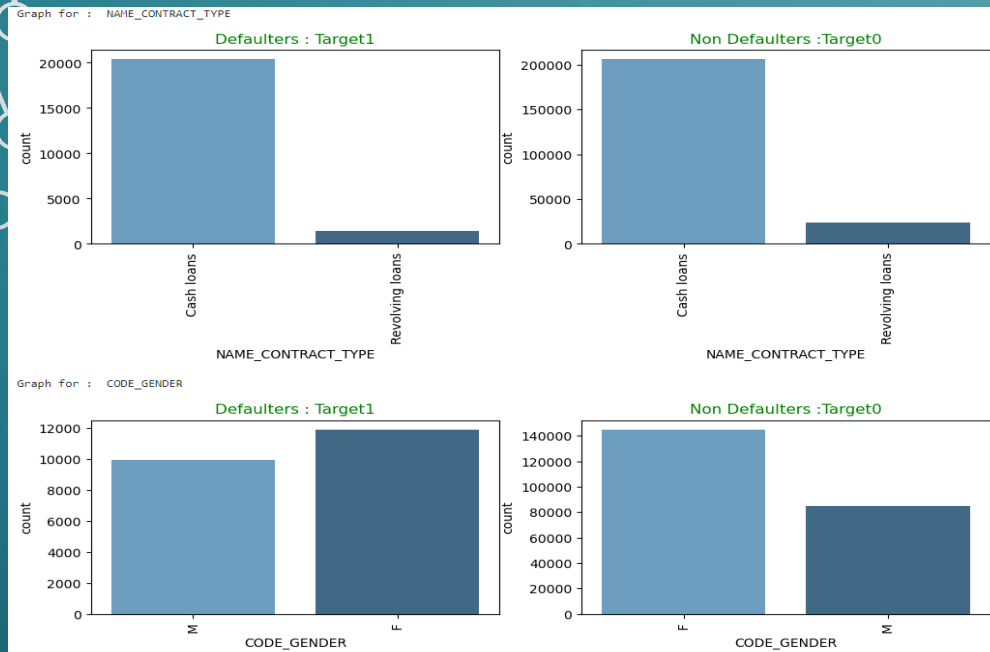 Graph for :  NAME_CONTRACT_TYPE
Defaulters : Target1
Non Defaulters :Target0
20000
15000
10000
5000
0
count
Cash loans
Revolving loans
NAME_CONTRACT_TYPE
200000
150000
100000
50000
0
count
Cash loans
Revolving loans
NAME_CONTRACT_TYPE
Graph for :  CODE_GENDER
Defaulters : Target1
Non Defaulters :Target0
12000
10000
8000
6000
4000
2000
0
count
M
F
CODE_GENDER
140000
120000
100000
80000
60000
40000
20000
0
count
F
M
CODE_GENDER